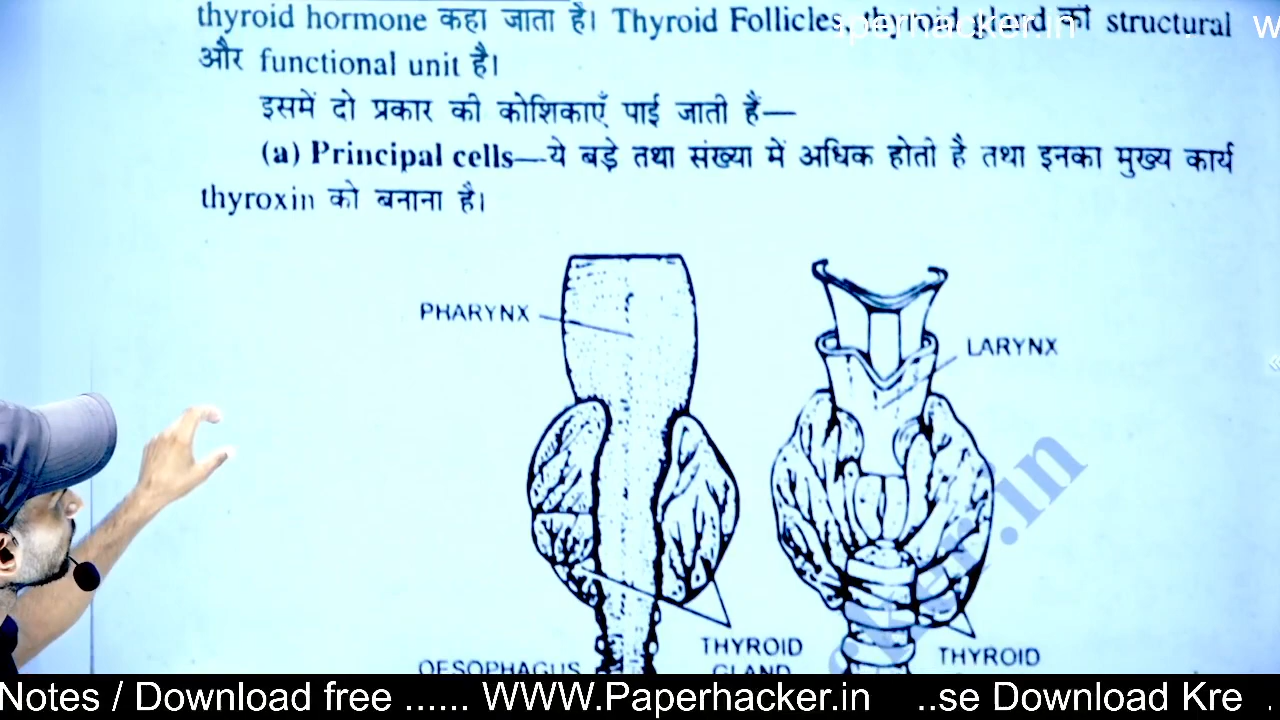 thyroid hormone कहा जाता है। Thyroid Follicles, thyroid gland की structural
और functional unit है।
इसमें दो प्रकार की कोशिकाएँ पाई जाती हैं—
(a) Principal cells—ये बड़े तथा संख्या में अधिक होती है तथा इनका मुख्य कार्य
thyroxin को बनाना है।
PHARYNX
LARYNX
THYROID
GLAND
OESOPHAGUS
THYROID
Notes / Download free ...... WWW.Paperhacker.in ..se Download Kre .